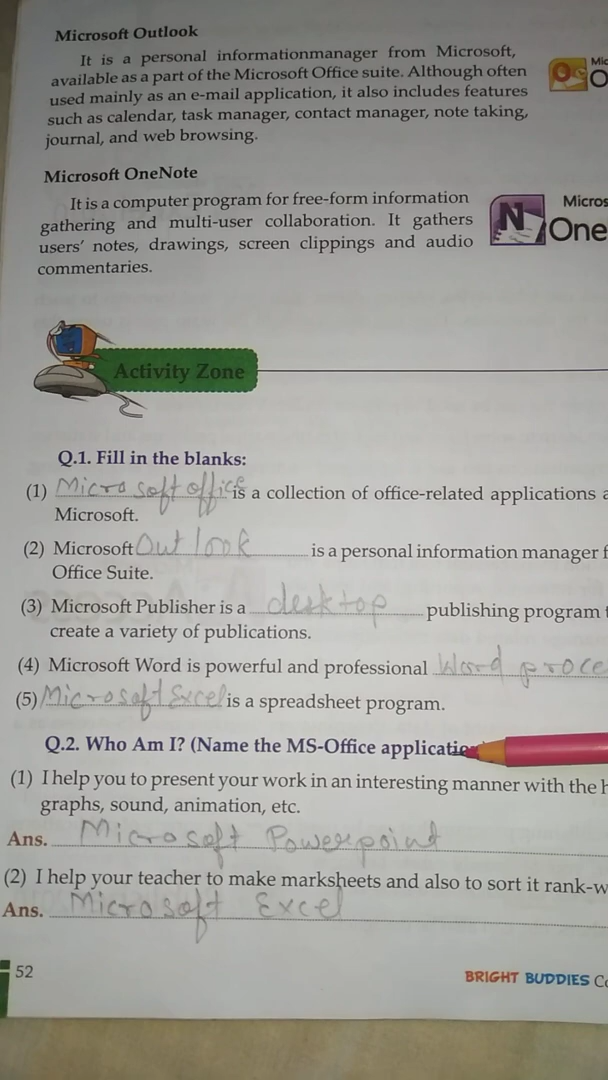 Microsoft Outlook
It is a personal informationmanager from Microsoft,
available as a part of the Microsoft Office suite. Although often
used mainly as an e-mail application, it also includes features
such as calendar, task manager, contact manager, note taking,
journal, and web browsing.
Microsoft OneNote
It is a computer program for free-form information
gathering and multi-user collaboration. It gathers
users' notes, drawings, screen clippings and audio
commentaries.
N
One
Activity Zone
Q.1. Fill in the blanks:
(1) Microsoft office is a collection of office-related applications
Microsoft.
(2) Microsoft Outlook is a personal information manager
Office Suite.
(3) Microsoft Publisher is a desktop publishing program
create a variety of publications.
(4) Microsoft Word is powerful and professional Word
(5) Microsoft Excel is a spreadsheet program.
Q.2. Who Am I? (Name the MS-Office
(1) I help you to present your work in an interesting manner with the
graphs, sound, animation, etc.
Ans. Microsoft Powerpoint
(2) I help your teacher to make marksheets and also to sort it
Ans. Microsoft Excel
52
BRIGHT BUDDIES